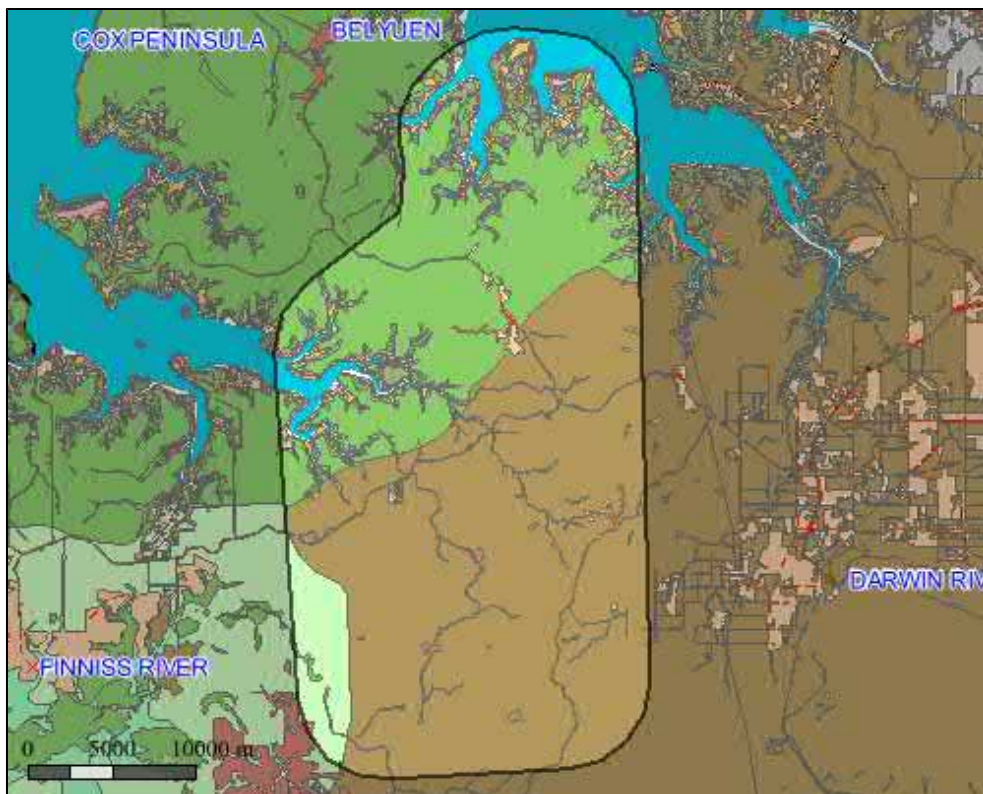 BELYUEN
COX PENINSULA
DARWIN RIV
FINNISS RIVER
0 5000 10000 m